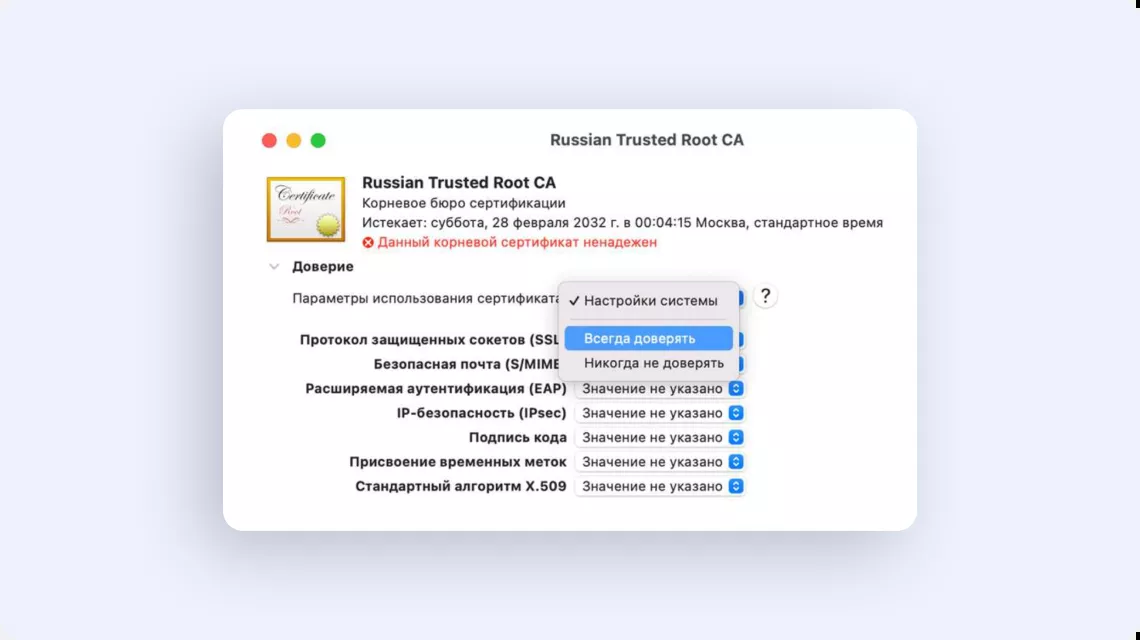 Russian Trusted Root CA
Certificate
Root
Russian Trusted Root CA
Корневое бюро сертификации
Истекает: суббота, 28 февраля 2032 г. в 00:04:15 Москва, стандартное время
Данный корневой сертификат ненадежен
Доверие
Параметры использования сертификата
✓ Настройки системы
?
Всегда доверять
Никогда не доверять
Протокол защищенных сокетов (SSL
Безопасная почта (S/MIME
Расширяемая аутентификация (EAP) Значение не указано
IP-безопасность (IPsec) Значение не указано
Подпись кода Значение не указано
Присвоение временных меток Значение не указано
Стандартный алгоритм X.509 Значение не указано